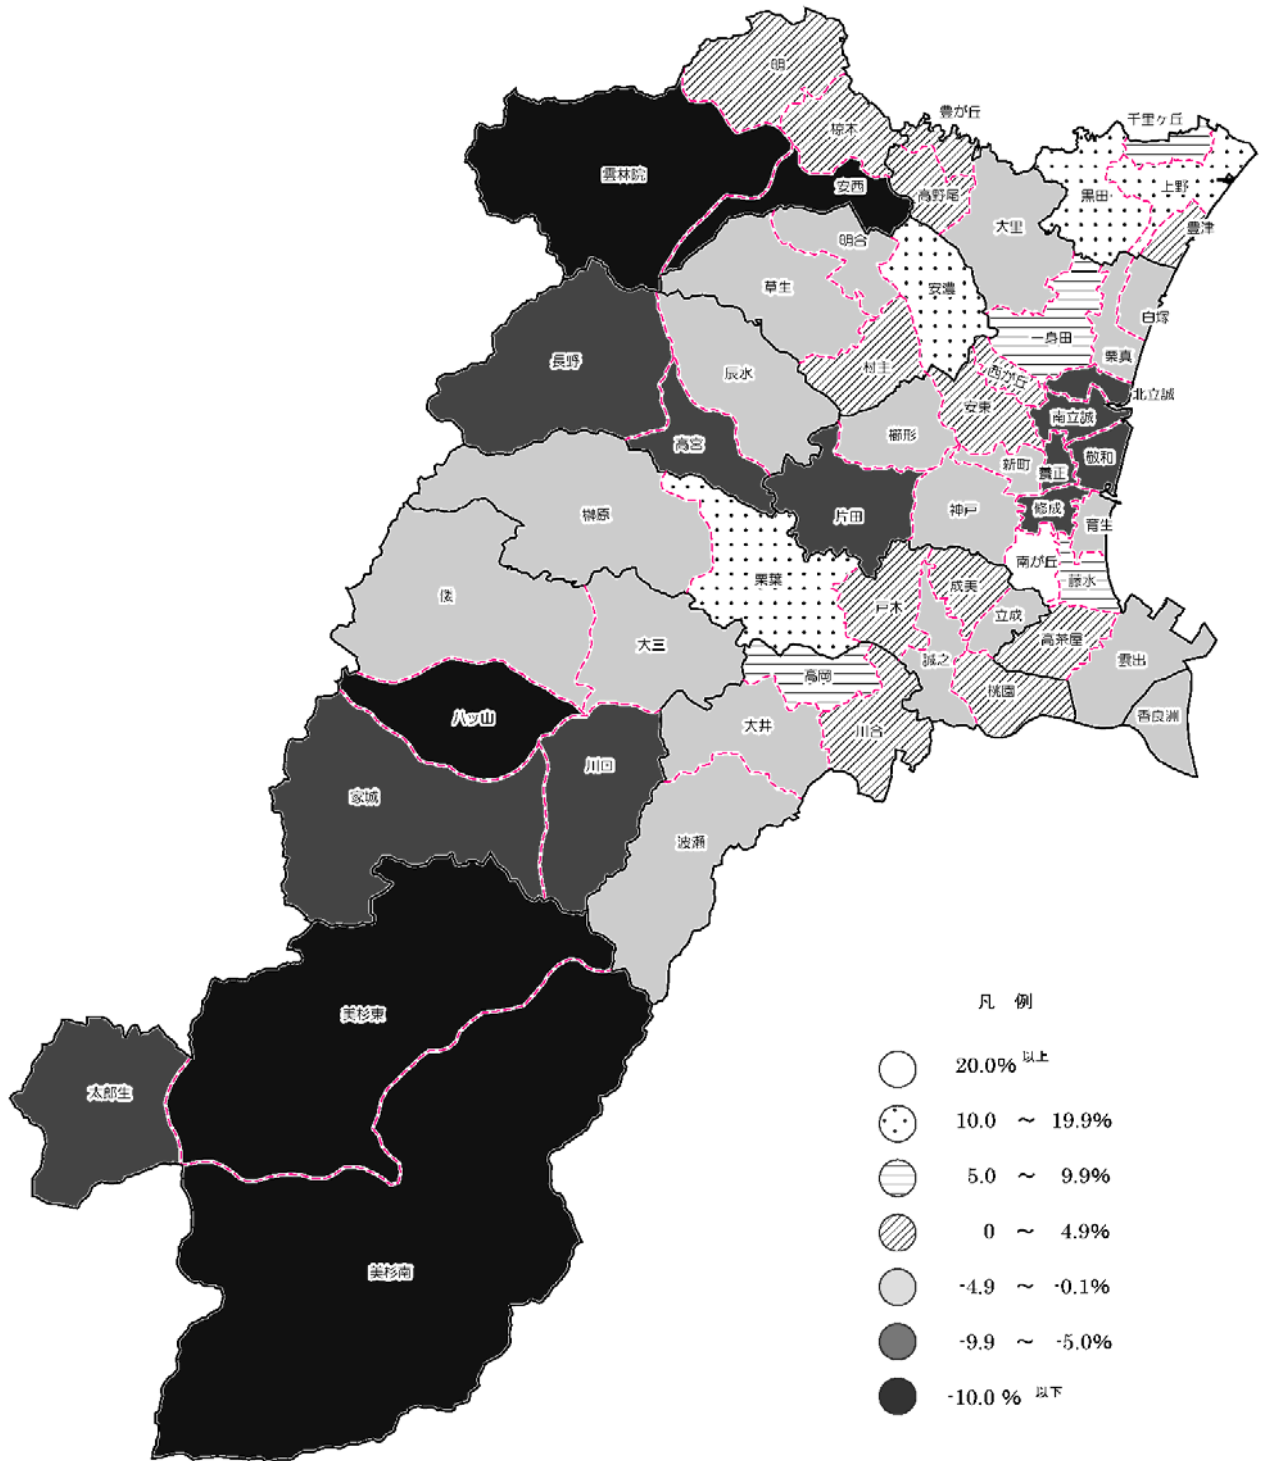 明
椋本
豊が丘
千里ヶ丘
雲林院
安西
高野尾
黒田
上野
大里
豊津
明合
草生
安濃
白塚
一身田
栗真
長野
辰水
村主
西が丘
北立誠
安東
南立誠
櫛形
高宮
新町
養正
敬和
片田
神戸
修成
育生
榊原
南が丘
栗葉
成美
藤水
倭
戸木
立成
大三
高茶屋
誠之
雲出
高岡
桃園
八ッ山
大井
川合
香良洲
川口
家城
波瀬
美杉東
太郎生
美杉南
凡 例
20.0% 以上
10.0 ～ 19.9%
5.0 ～ 9.9%
0 ～ 4.9%
-4.9 ～ -0.1%
-9.9 ～ -5.0%
-10.0 % 以下